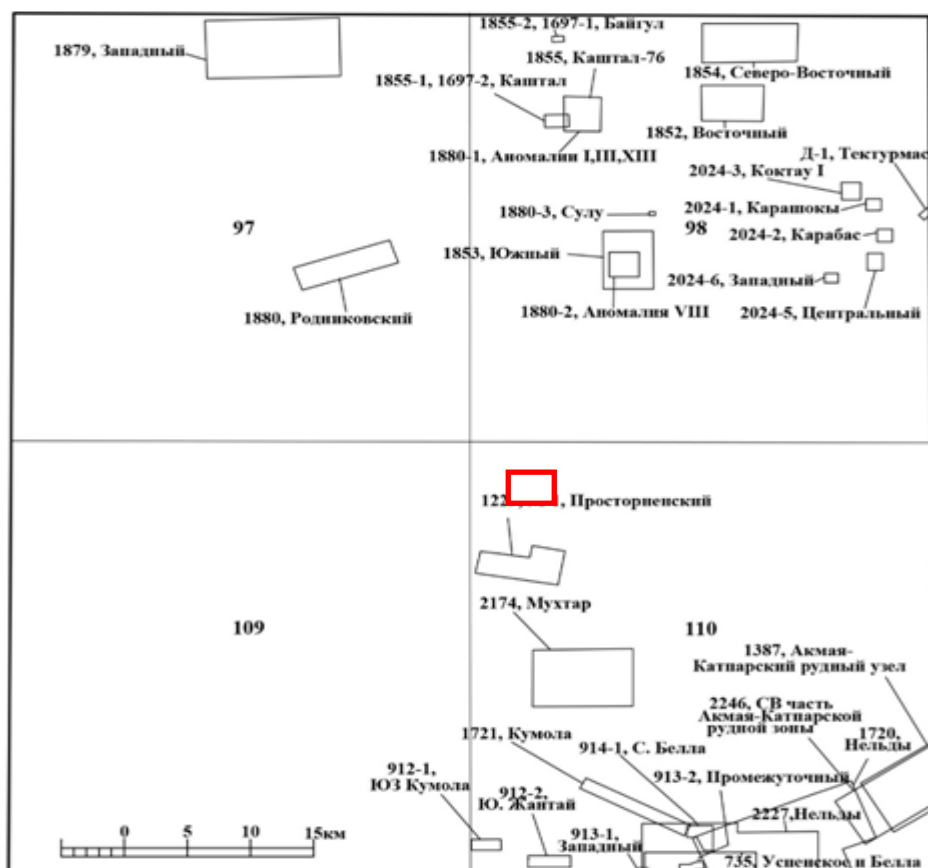 1855-2, 1697-1, Байгул
1879, Западный
1855, Каштал-76
1854, Северо-Восточный
1855-1, 1697-2, Каштал
1852, Восточный
1880-1, Аномалии I,III,XIII
Д-1, Тектурмас
2024-3, Коктау I
2024-1, Карашокы
1880-3, Сулу
97
98
2024-2, Карабас
1853, Южный
2024-6, Западный
1880, Родниковский
1880-2, Аномалия VIII
2024-5, Центральный
Просторненский
2174, Мухтар
109
110
1387, Акмая-
Катпарский рудный узел
2246, СВ часть
Акмая-Катпарской
рудной зоны
1720,
Нельды
1721, Кумола
914-1, С. Белла
912-1,
ЮЗ Кумола
913-2, Промежуточный
912-2,
Ю. Жантай
2227,Нельды
913-1,
Западный
0 5 10 15км
735, Успенское и Белла